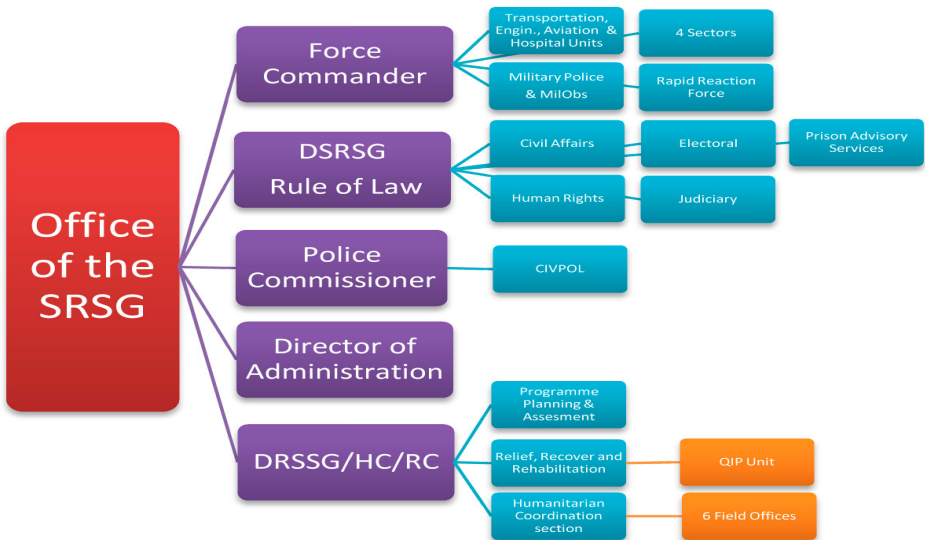 Office
of the
SRSG
Force
Commander
Transportation,
Engin., Aviation & 
Hospital Units
4 Sectors
Military Police
& MilObs
Rapid Reaction
Force
DSRSG
Rule of Law
Civil Affairs
Electoral
Prison Advisory
Services
Human Rights
Judiciary
Police
Commissioner
CIVPOL
Director of
Administration
DRSSG/HC/RC
Programme
Planning &
Assesment
Relief, Recover and
Rehabilitation
QIP Unit
Humanitarian
Coordination
section
6 Field Offices